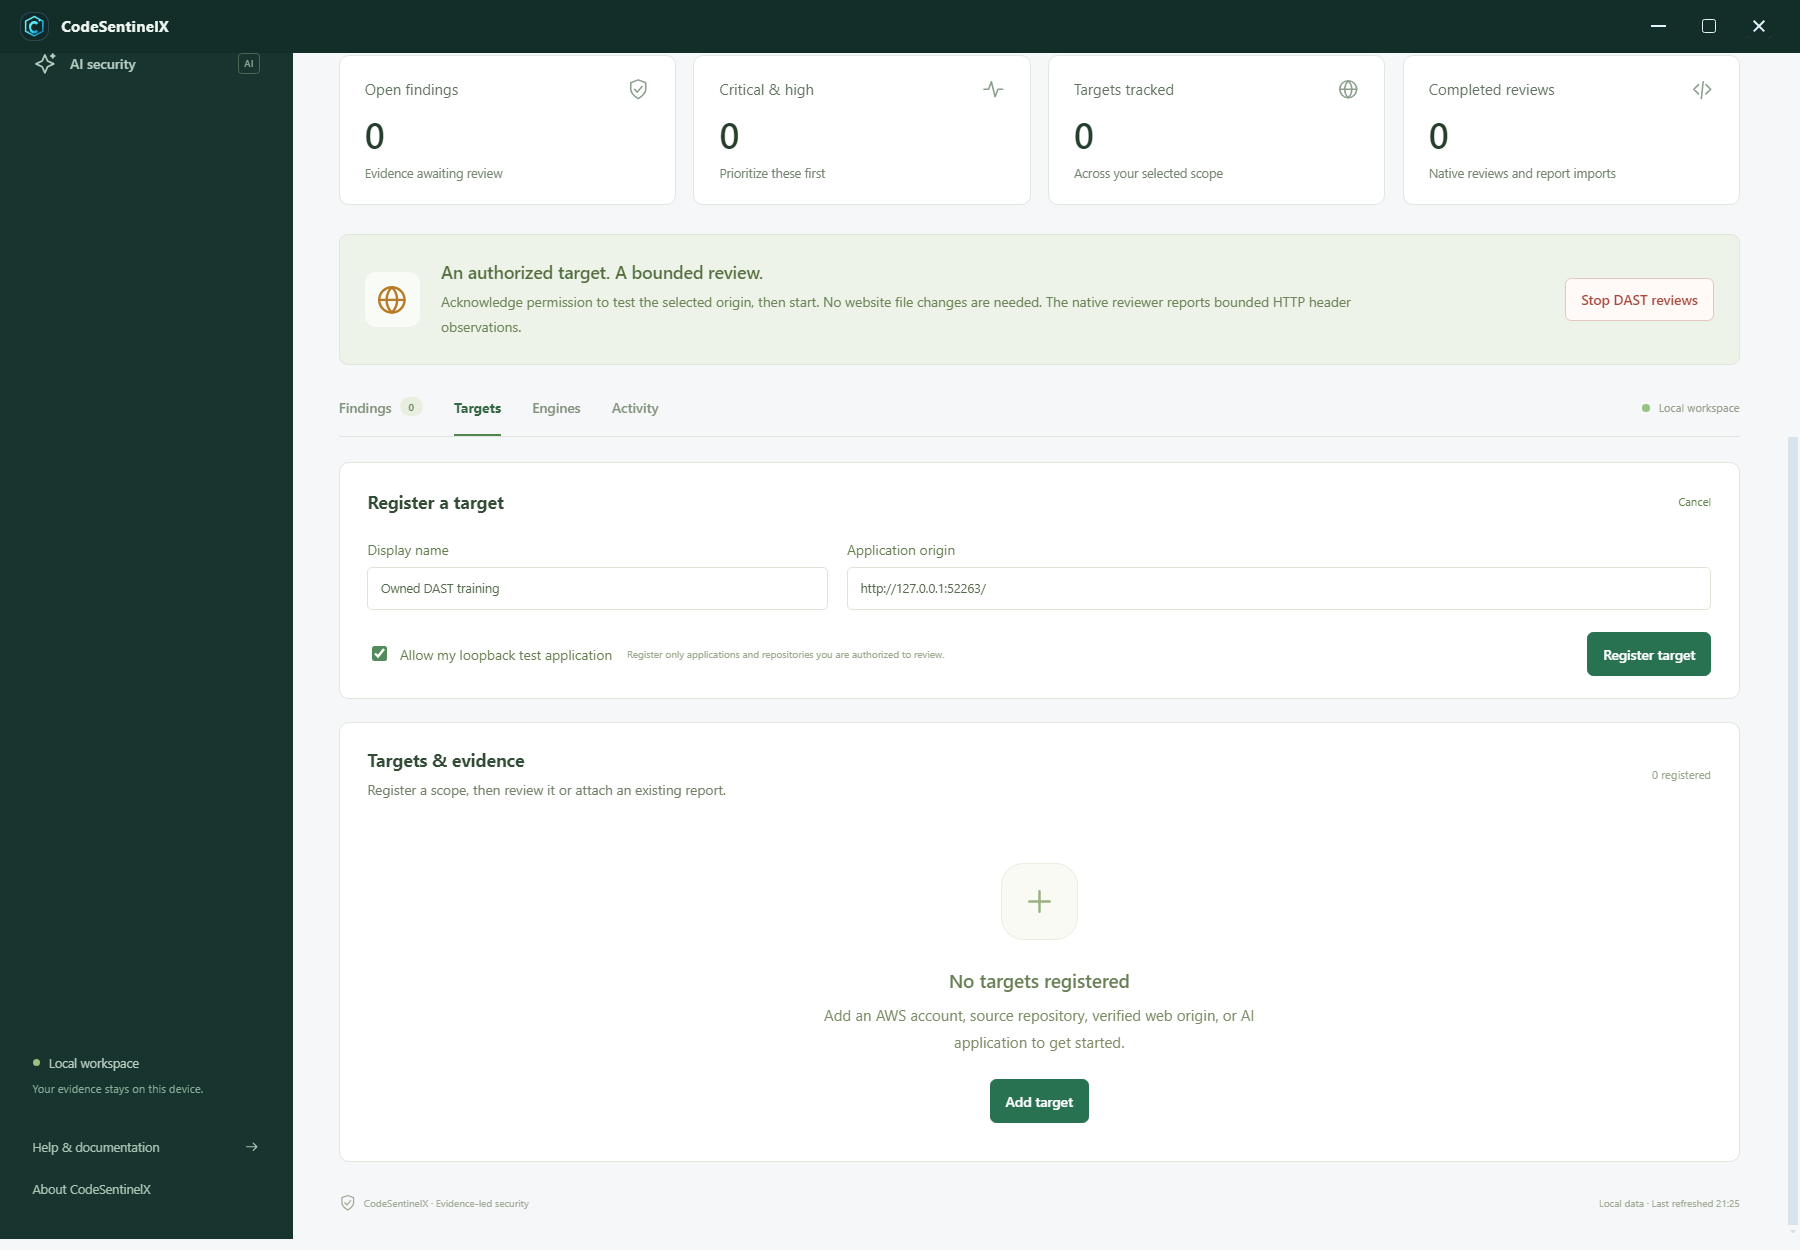 CodeSentinelX
AI security
AI
Open findings
0
Evidence awaiting review
Critical & high
0
Prioritize these first
Targets tracked
0
Across your selected scope
Completed reviews
0
Native reviews and report imports
An authorized target. A bounded review.
Acknowledge permission to test the selected origin, then start. No website file changes are needed. The native reviewer reports bounded HTTP header
observations.
Stop DAST reviews
Findings 0
Targets
Engines
Activity
Local workspace
Register a target
Cancel
Display name
Application origin
Owned DAST training
http://127.0.0.1:52263/
Allow my loopback test application
Register only applications and repositories you are authorized to review.
Register target
Targets & evidence
Register a scope, then review it or attach an existing report.
0 registered
No targets registered
Add an AWS account, source repository, verified web origin, or AI
application to get started.
Add target
Local workspace
Your evidence stays on this device.
Help & documentation
About CodeSentinelX
CodeSentinelX · Evidence-led security
Local data · Last refreshed 21:25